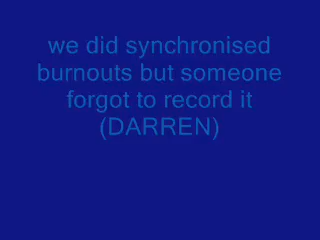 we did synchronised
burnouts but someone
forgot to record it
(DARREN)